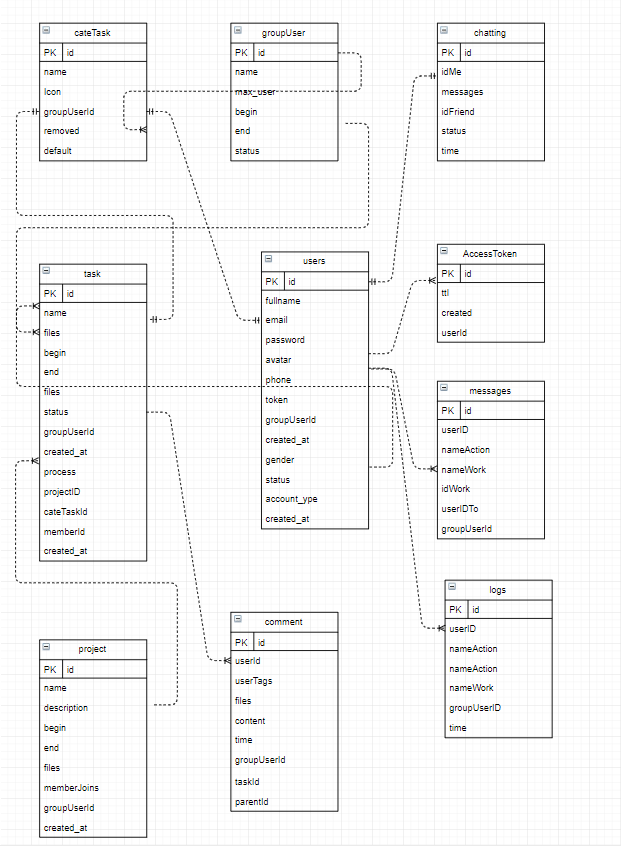 cateTask
PK id
name
Icon
groupUserId
removed
default
groupUser
PK id
name
max_user
begin
end
status
chatting
PK id
idMe
messages
idFriend
status
time
task
PK id
name
files
begin
end
files
status
groupUserId
created_at
process
projectID
cateTaskId
memberId
created_at
users
PK id
fullname
email
password
avatar
phone
token
groupUserId
created_at
gender
status
account_ype
created_at
AccessToken
PK id
ttl
created
userId
messages
PK id
userID
nameAction
nameWork
idWork
userIDTo
groupUserId
logs
PK id
userID
nameAction
nameAction
nameWork
groupUserID
time
project
PK id
name
description
begin
end
files
memberJoins
groupUserId
created_at
comment
PK id
userId
userTags
files
content
time
groupUserId
taskId
parentId